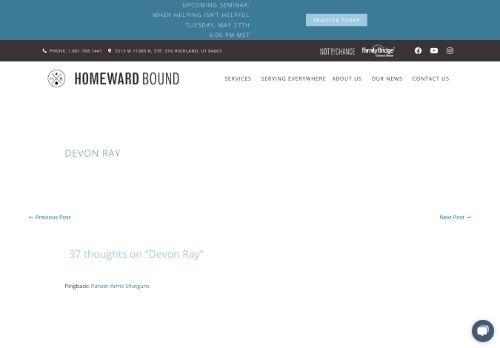 UPCOMING SEMINAR:
WHEN HELPING ISN'T HELPFUL
TUESDAY, MAY 27TH
6:00 PM MST
REGISTER TODAY
PHONE: 1.801.768.1441
5513 W 11000 N, STE. 316 HIGHLAND, UT 84003
NOT BY CHANCE
FamilyBridge
HOMEWARD BOUND
SERVICES
SERVING EVERYWHERE
ABOUT US
OUR NEWS
CONTACT US
DEVON RAY
← Previous Post
Next Post →
37 thoughts on “Devon Ray”
Pingback: Panzer Arms Shotguns